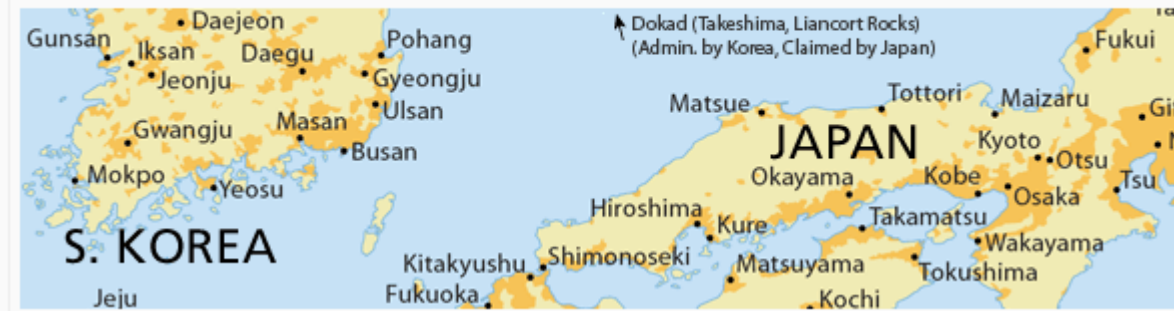 Daejeon
Dokad (Takeshima, Liancort Rocks)
(Admin. by Korea, Claimed by Japan)
Gunsan
Iksan
Daegu
Pohang
Fukui
Jeonju
Gyeongju
Matsue
Tottori
Maizaru
Ulsan
Masan
Gwangju
JAPAN
Kyoto
Busan
Otsu
Mokpo
Yeosu
Okayama
Kobe
Tsu
Osaka
Hiroshima
Kure
Takamatsu
S. KOREA
Shimonoseki
Wakayama
Kitakyushu
Matsuyama
Tokushima
Jeju
Fukuoka
Kochi